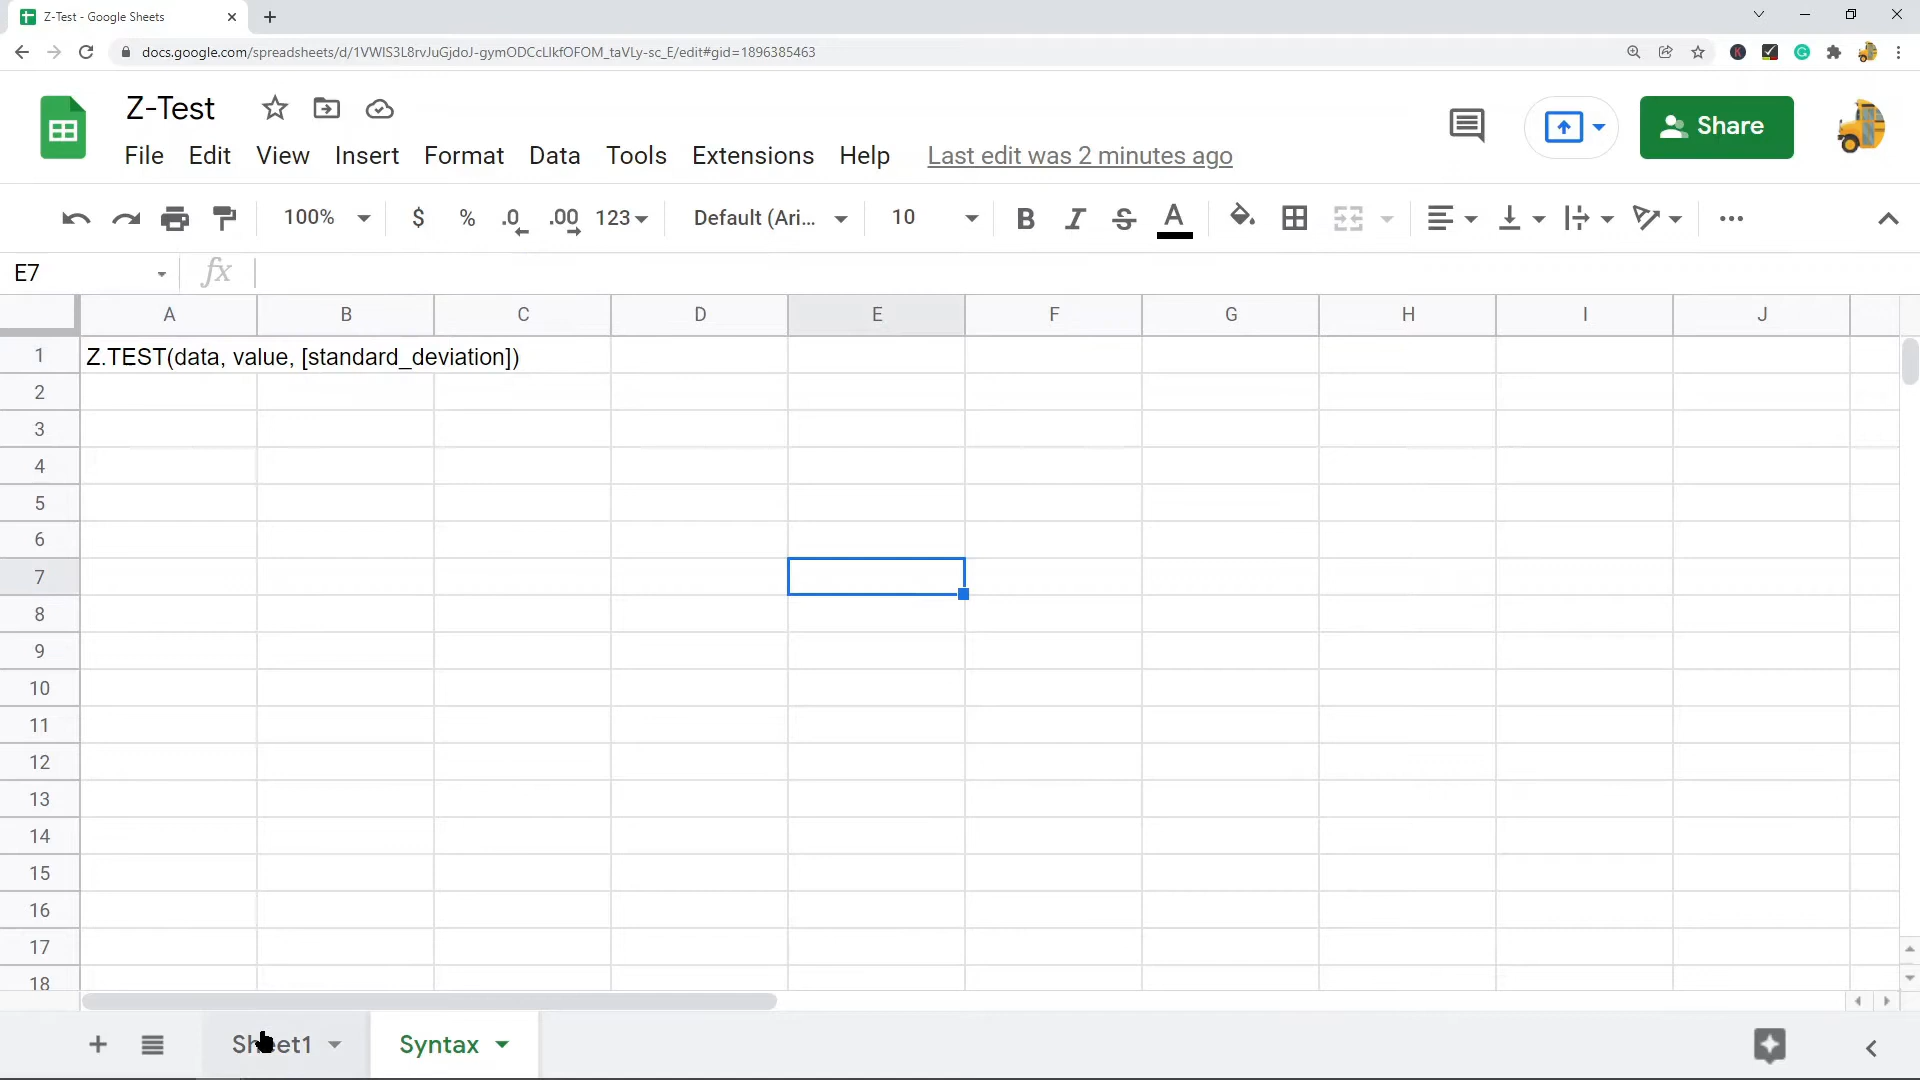 Z-Test - Google Sheets
docs.google.com/spreadsheets/d/1VWIS3L8rvJuGjdoJ-gymODCcLlkfOFOM_taVLy-sc_E/edit#gid=1896385463
Z-Test
Share
File Edit View Insert Format Data Tools Extensions Help Last edit was 2 minutes ago
100% $ % .0 .00 123 Default (Ari... 10 B I S A
E7 fx
A B C D E F G H I J
1 Z.TEST(data, value, [standard_deviation])
2
3
4
5
6
7
8
9
10
11
12
13
14
15
16
17
18
Sheet1 Syntax